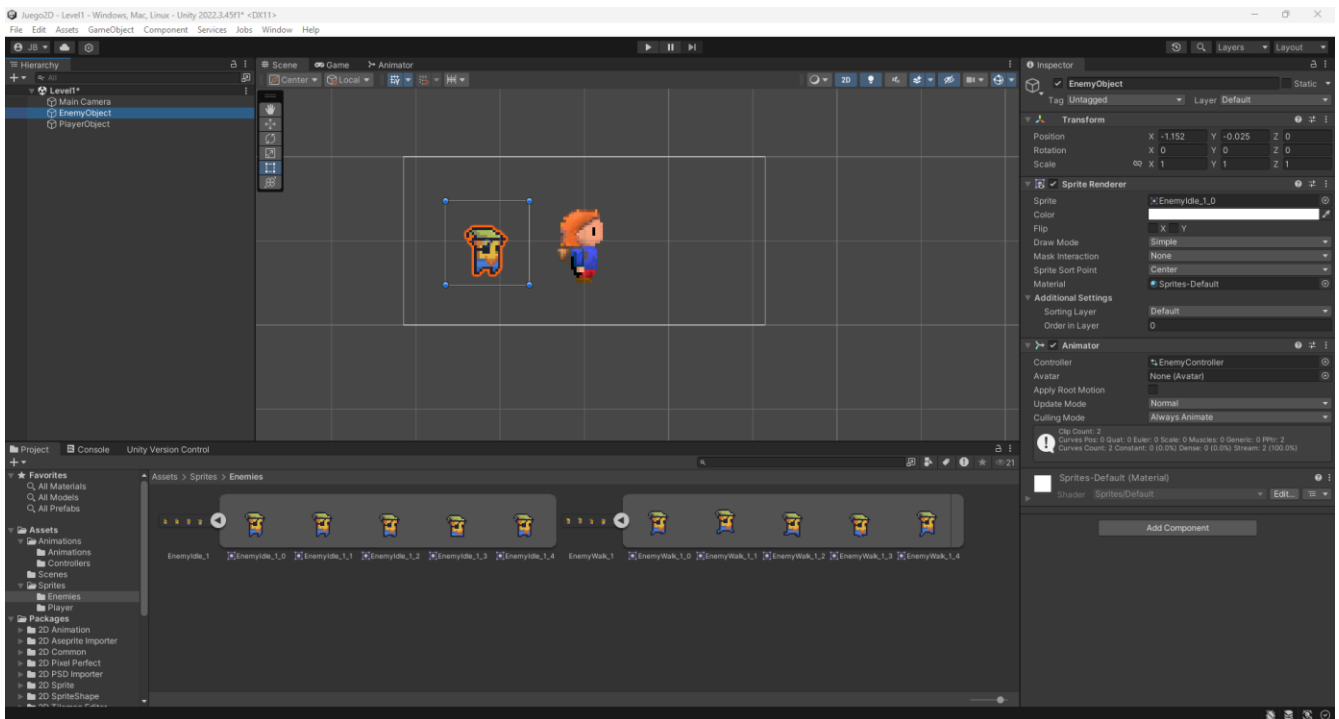 Juego2D - Level1 - Windows, Mac, Linux - Unity 2022.3.45f1* <DX11>
File Edit Assets GameObject Component Services Jobs Window Help
JB
Layers Layout
Hierarchy
All
Level1*
Main Camera
EnemyObject
PlayerObject
Scene Game Animator
Center Local 2D
Inspector
EnemyObject Static
Tag Untagged Layer Default
Transform
Position X -1.152 Y -0.025 Z 0
Rotation X 0 Y 0 Z 0
Scale X 1 Y 1 Z 1
Sprite Renderer
Sprite EnemyIdle_1_0
Color
Flip X Y
Draw Mode Simple
Mask Interaction None
Sprite Sort Point Center
Material Sprites-Default
Additional Settings
Sorting Layer Default
Order in Layer 0
Animator
Controller EnemyController
Avatar None (Avatar)
Apply Root Motion
Update Mode Normal
Culling Mode Always Animate
Clip Count: 2
Curves Pos: 0 Quat: 0 Euler: 0 Scale: 0 Muscles: 0 Generic: 0 PPtr: 2
Curves Count: 2 Constant: 0 (0.0%) Dense: 0 (0.0%) Stream: 2 (100.0%)
Sprites-Default (Material)
Shader Sprites/Default Edit...
Add Component
Project Console Unity Version Control
21
Favorites
All Materials
All Models
All Prefabs
Assets
Animations
Animations
Controllers
Scenes
Sprites
Enemies
Player
Packages
2D Animation
2D Aseprite Importer
2D Common
2D Pixel Perfect
2D PSD Importer
2D Sprite
2D SpriteShape
2D Tilemap Editor
Assets > Sprites > Enemies
EnemyIdle_1 EnemyIdle_1_0 EnemyIdle_1_1 EnemyIdle_1_2 EnemyIdle_1_3 EnemyIdle_1_4 EnemyWalk_1 EnemyWalk_1_0 EnemyWalk_1_1 EnemyWalk_1_2 EnemyWalk_1_3 EnemyWalk_1_4